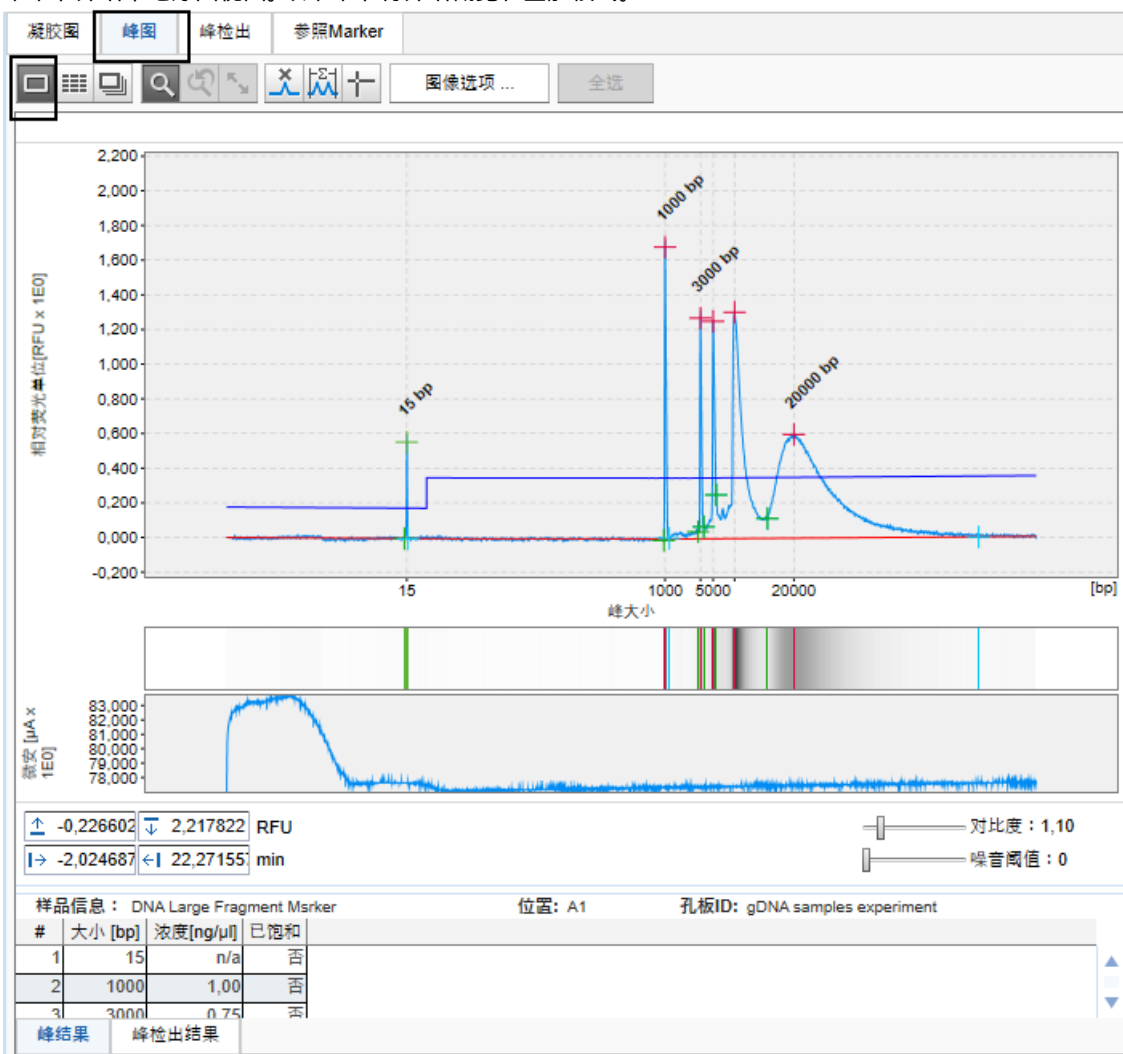 凝胶图 峰图 峰检出 参照Marker
图像选项 ... 全选
2,200
2,000
1,800
1,600
1,400
1,200
1,000
0,800
0,600
0,400
0,200
0,000
-0,200
相对荧光单位[RFU x 1E0]
15 bp
1000 bp
3000 bp
20000 bp
15 1000 5000 20000 [bp]
峰大小
83,000
82,000
81,000
80,000
79,000
78,000
微安 [µA x
1E0]
-0,226602 2,217822 RFU 对比度：1,10
-2,024687 22,27155 min 噪音阈值：0
样品信息： DNA Large Fragment Msrker 位置: A1 孔板ID: gDNA samples experiment
# 大小 [bp] 浓度[ng/µl] 已饱和
1 15 n/a 否
2 1000 1,00 否
3 3000 0,75 否
峰结果 峰检出结果